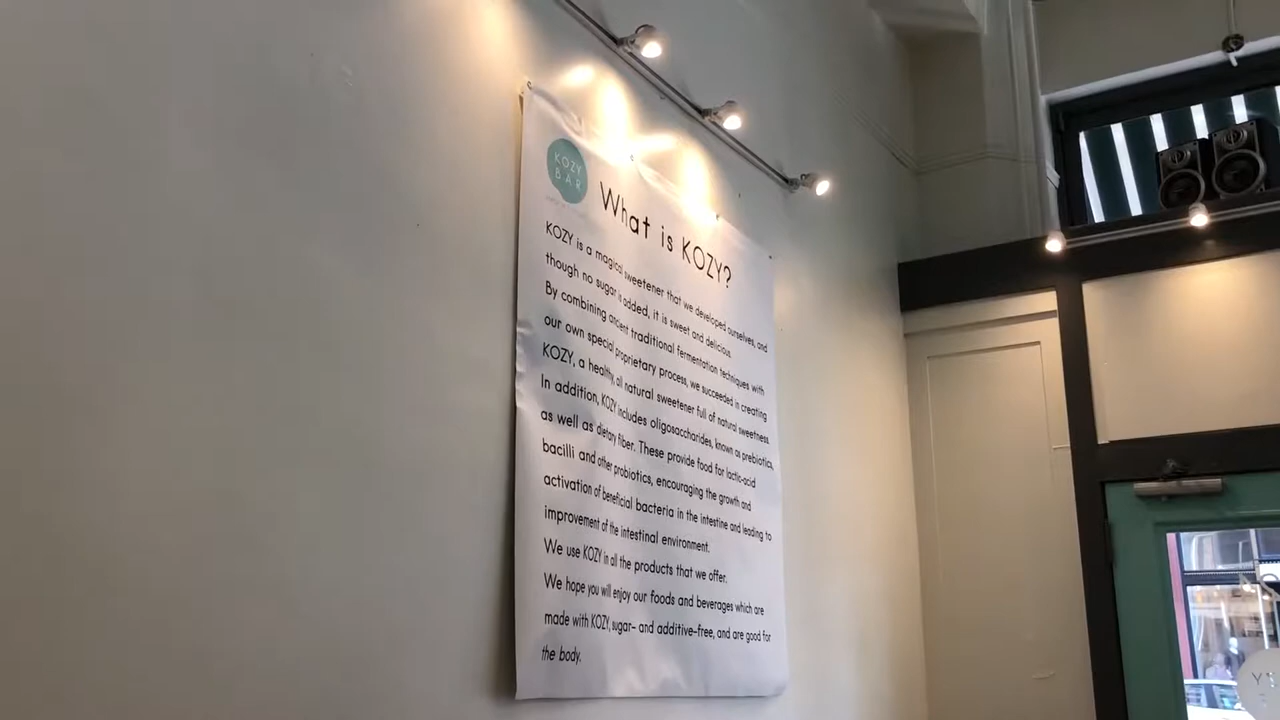 KOZY
BAR
What is KOZY?
KOZY is a magical sweetener that we developed ourselves, and
though no sugar is added, it is sweet and delicious.
By combining ancient traditional fermentation techniques with
our own special proprietary process, we succeeded in creating
KOZY, a healthy, all natural sweetener full of natural sweetness.
In addition, KOZY includes oligosaccharides, known as prebiotics,
as well as dietary fiber. These provide food for lactic-acid
bacilli and other probiotics, encouraging the growth and
activation of beneficial bacteria in the intestine and leading to
improvement of the intestinal environment.
We use KOZY in all the products that we offer.
We hope you will enjoy our foods and beverages which are
made with KOZY, sugar- and additive-free, and are good for
the body.